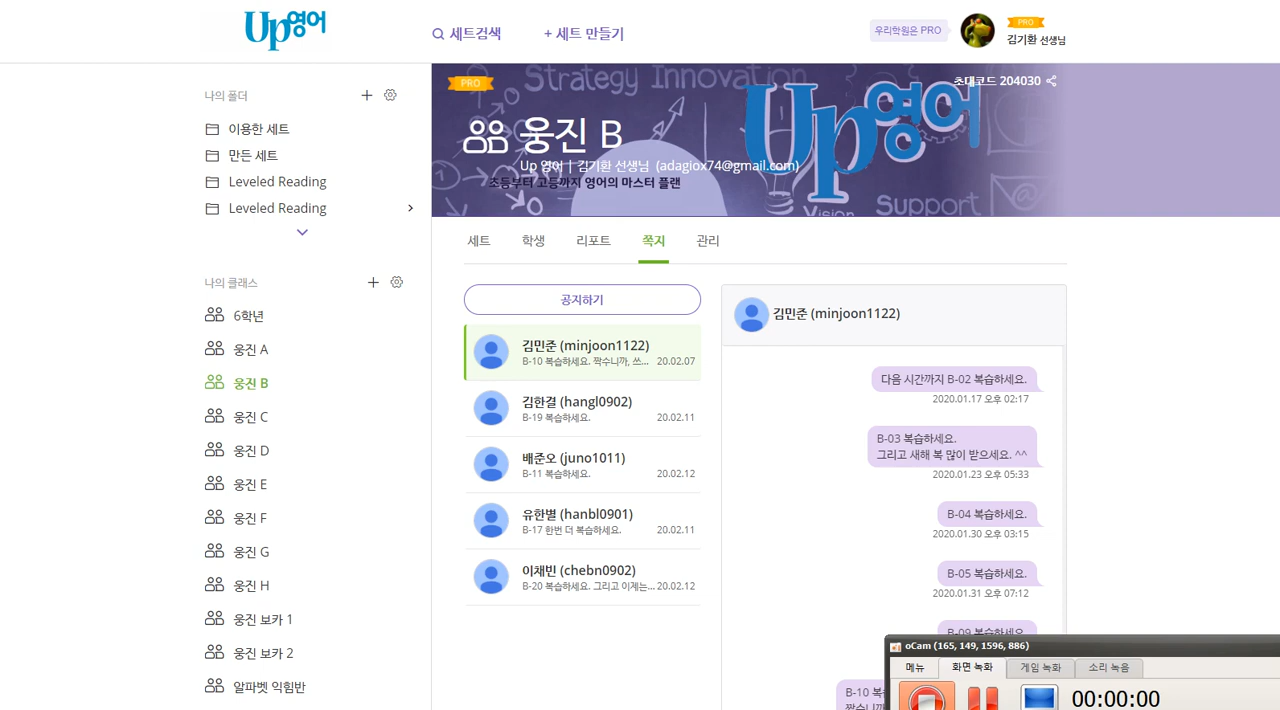 Up영어
세트검색
+ 세트 만들기
우리학원은 PRO
PRO
김기환 선생님
나의 폴더
이용한 세트
만든 세트
Leveled Reading
Leveled Reading
나의 클래스
6학년
웅진 A
웅진 B
웅진 C
웅진 D
웅진 E
웅진 F
웅진 G
웅진 H
웅진 보카 1
웅진 보카 2
알파벳 익힘반
PRO
Strategy Innovation
초대코드 204030
Up영어
웅진 B
Up 영어 | 김기환 선생님 (adagiox74@gmail.com)
초등부터 고등까지 영어의 마스터 플랜
Vision
Support
세트
학생
리포트
쪽지
관리
공지하기
김민준 (minjoon1122)
B-10 복습하세요. 짝수니까, 쓰... 20.02.07
김한결 (hangl0902)
B-19 복습하세요. 20.02.11
배준오 (juno1011)
B-11 복습하세요. 20.02.12
유한별 (hanbl0901)
B-17 한번 더 복습하세요. 20.02.11
이채빈 (chebn0902)
B-20 복습하세요. 그리고 이제는... 20.02.12
김민준 (minjoon1122)
다음 시간까지 B-02 복습하세요.
2020.01.17 오후 02:17
B-03 복습하세요.
그리고 새해 복 많이 받으세요. ^^
2020.01.23 오후 05:33
B-04 복습하세요.
2020.01.30 오후 03:15
B-05 복습하세요.
2020.01.31 오후 07:12
B-09 복습하세요
B-10
oCam (165, 149, 1596, 886)
메뉴
화면 녹화
게임 녹화
소리 녹음
00:00:00